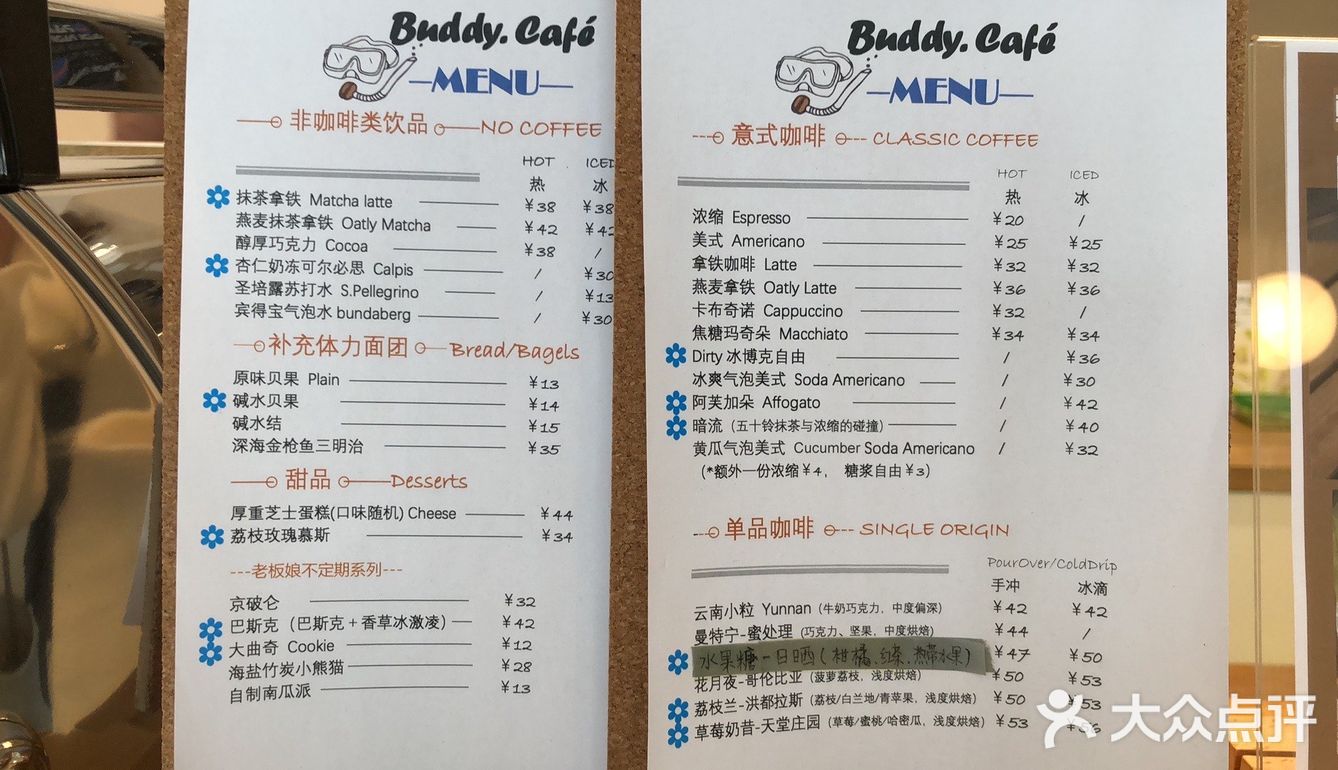 Buddy. Café
MENU
非咖啡类饮品 NO COFFEE
HOT ICED
热 冰
抹茶拿铁 Matcha latte ¥38 ¥38
燕麦抹茶拿铁 Oatly Matcha ¥42 ¥42
醇厚巧克力 Cocoa ¥38 /
杏仁奶冻可尔必思 Calpis / ¥30
圣培露苏打水 S.Pellegrino / ¥13
宾得宝气泡水 bundaberg / ¥30
补充体力面团 Bread/Bagels
原味贝果 Plain ¥13
碱水贝果 ¥14
碱水结 ¥15
深海金枪鱼三明治 ¥35
甜品 Desserts
厚重芝士蛋糕(口味随机) Cheese ¥44
荔枝玫瑰慕斯 ¥34
---老板娘不定期系列---
京破仑 ¥32
巴斯克（巴斯克+香草冰激凌） ¥42
大曲奇 Cookie ¥12
海盐竹炭小熊猫 ¥28
自制南瓜派 ¥13
Buddy. Café
MENU
意式咖啡 CLASSIC COFFEE
HOT ICED
热 冰
浓缩 Espresso ¥20 /
美式 Americano ¥25 ¥25
拿铁咖啡 Latte ¥32 ¥32
燕麦拿铁 Oatly Latte ¥36 ¥36
卡布奇诺 Cappuccino ¥32 /
焦糖玛奇朵 Macchiato ¥34 ¥34
Dirty 冰博克自由 / ¥36
冰爽气泡美式 Soda Americano / ¥30
阿芙加朵 Affogato / ¥42
暗流（五十铃抹茶与浓缩的碰撞） / ¥40
黄瓜气泡美式 Cucumber Soda Americano / ¥32
（*额外一份浓缩¥4， 糖浆自由¥3）
单品咖啡 SINGLE ORIGIN
PourOver/ColdDrip
手冲 冰滴
云南小粒 Yunnan（牛奶巧克力，中度偏深） ¥42 ¥42
曼特宁-蜜处理（巧克力、坚果，中度烘焙） ¥44 /
水果糖-日晒（柑橘、红茶、热带水果） ¥47 ¥50
花月夜-哥伦比亚（菠萝荔枝，浅度烘焙） ¥50 ¥53
荔枝兰-洪都拉斯（荔枝/白兰地/青苹果，浅度烘焙） ¥50 ¥53
草莓奶昔-天堂庄园（草莓/蜜桃/哈密瓜，浅度烘焙） ¥53 ¥56
大众点评